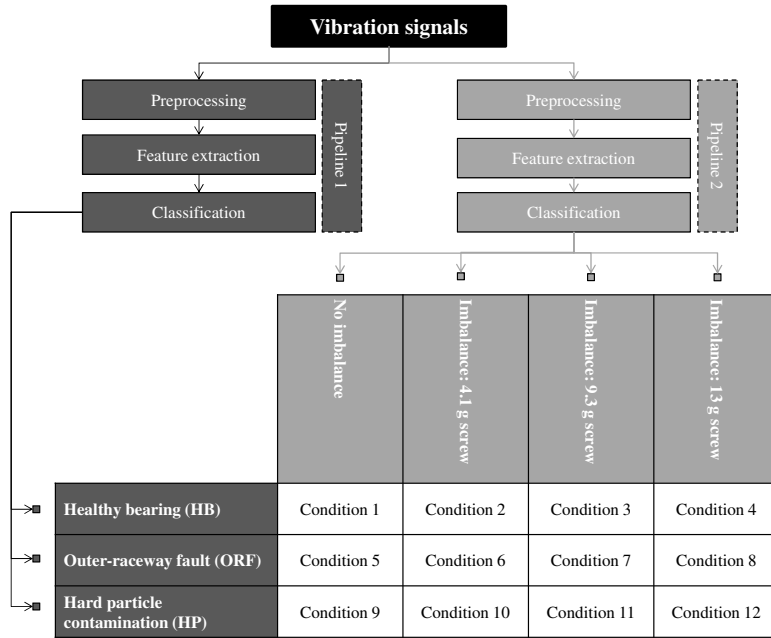 Vibration signals
Preprocessing
Feature extraction
Classification
Pipeline 1
Preprocessing
Feature extraction
Classification
Pipeline 2
No imbalance
Imbalance: 4.1 g screw
Imbalance: 9.3 g screw
Imbalance: 13 g screw
Healthy bearing (HB)
Condition 1
Condition 2
Condition 3
Condition 4
Outer-raceway fault (ORF)
Condition 5
Condition 6
Condition 7
Condition 8
Hard particle
contamination (HP)
Condition 9
Condition 10
Condition 11
Condition 12